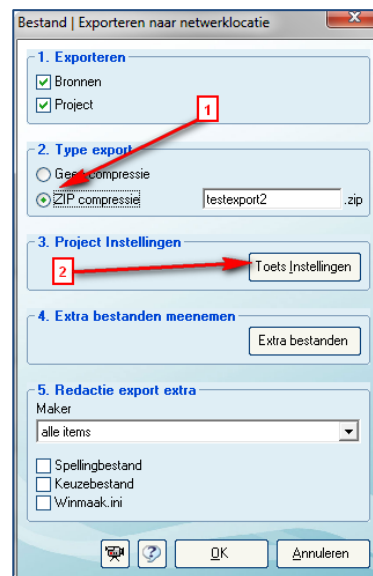 Bestand | Exporteren naar netwerklocatie
1. Exporteren
Bronnen
Project
1
2. Type export
Geen compressie
ZIP compressie testexport2 .zip
3. Project Instellingen
2
Toets Instellingen
4. Extra bestanden meenemen
Extra bestanden
5. Redactie export extra
Maker
alle items
Spellingbestand
Keuzebestand
Winmaak.ini
? OK Annuleren